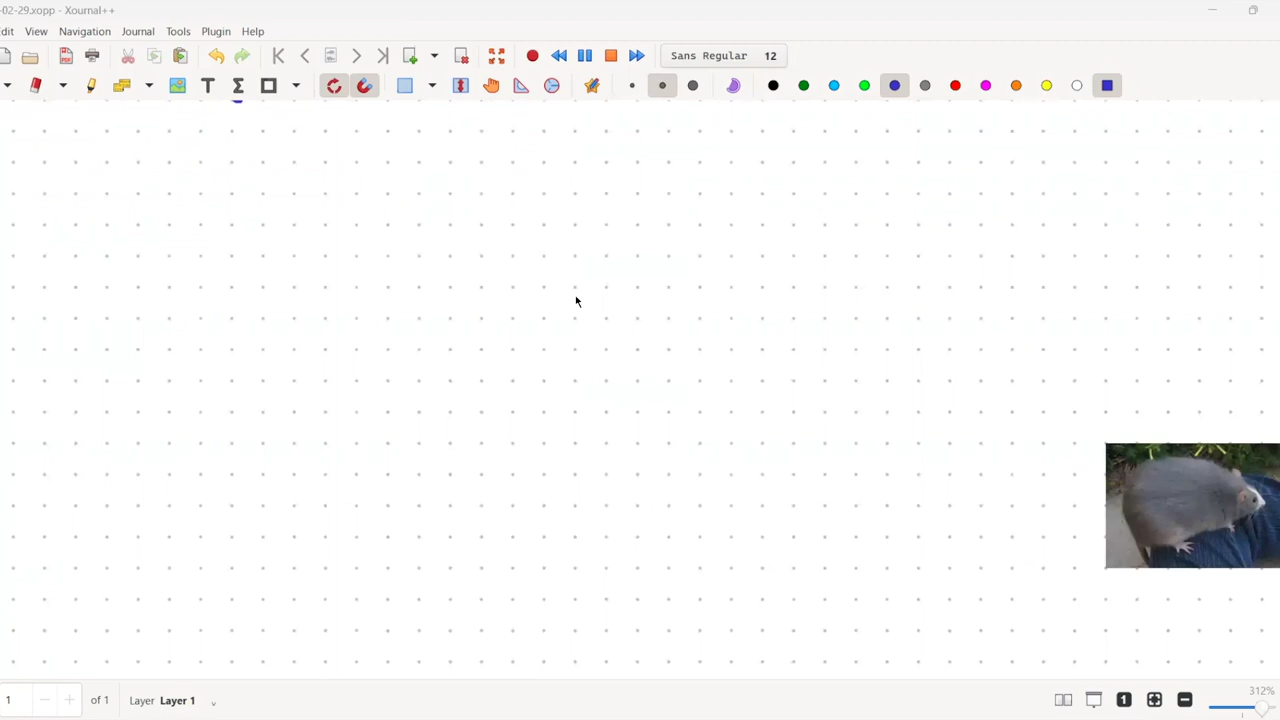 -02-29.xopp - Xournal++
dit View Navigation Journal Tools Plugin Help
Sans Regular 12
1 of 1 Layer Layer 1
312%